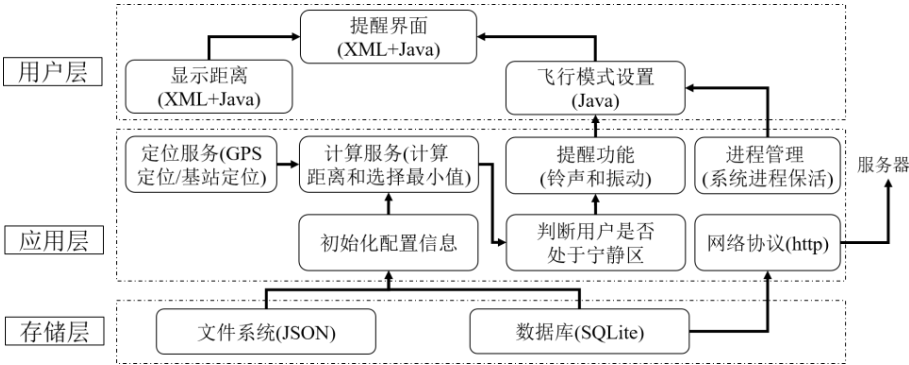 提醒界面
(XML+Java)
用户层
显示距离
(XML+Java)
飞行模式设置
(Java)
定位服务(GPS
定位/基站定位)
计算服务(计算
距离和选择最小值)
提醒功能
(铃声和振动)
进程管理
(系统进程保活)
服务器
应用层
初始化配置信息
判断用户是否
处于宁静区
网络协议(http)
存储层
文件系统(JSON)
数据库(SQLite)